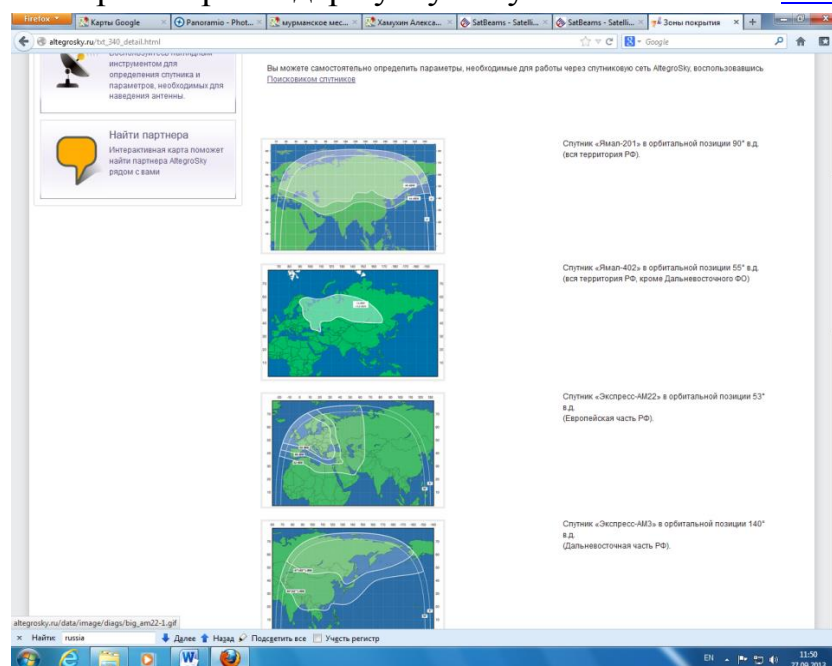 Firefox
Карты Google
Panoramio - Phot...
мурманское мес...
Хамухин Алекса...
SatBeams - Satelli...
SatBeams - Satelli...
Зоны покрытия
altegrosky.ru/txt_340_detail.html
Google
инструментом для
определения спутника и
параметров, необходимых для
наведения антенны.
Найти партнера
Интерактивная карта поможет
найти партнера AltegroSky
рядом с вами
Вы можете самостоятельно определить параметры, необходимые для работы через спутниковую сеть AltegroSky, воспользовавшись
Поисковиком спутников
Спутник «Ямал-201» в орбитальной позиции 90° в.д.
(вся территория РФ).
Спутник «Ямал-402» в орбитальной позиции 55° в.д.
(вся территория РФ, кроме Дальневосточного ФО)
Спутник «Экспресс-АМ22» в орбитальной позиции 53°
в.д.
(Европейская часть РФ).
Спутник «Экспресс-АМ3» в орбитальной позиции 140°
в.д.
(Дальневосточная часть РФ).
altegrosky.ru/data/image/diags/big_am22-1.gif
Найти: russia
Далее
Назад
Подсветить все
Учесть регистр
EN
11:50
27.09.2013